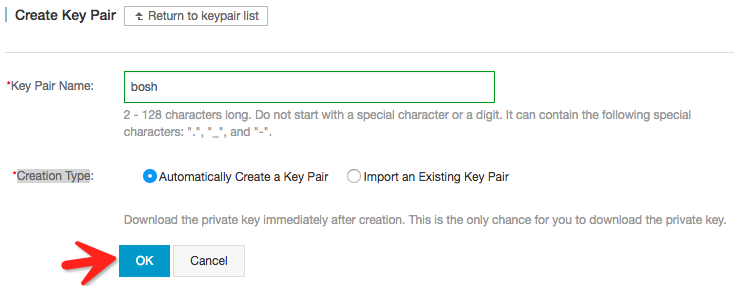 Create Key Pair Return to keypair list
*Key Pair Name: bosh
2 - 128 characters long. Do not start with a special character or a digit. It can contain the following special
characters: ".", "_", and "-".
*Creation Type: Automatically Create a Key Pair Import an Existing Key Pair
Download the private key immediately after creation. This is the only chance for you to download the private key.
OK Cancel